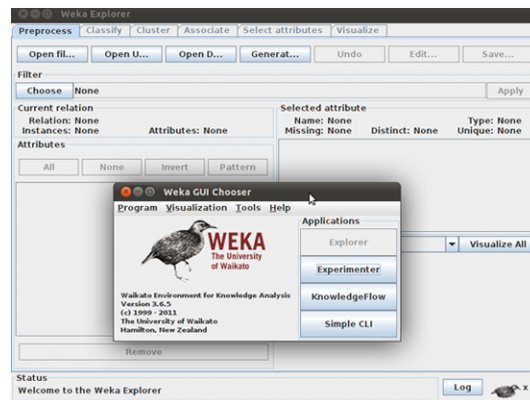 Weka Explorer
Preprocess Classify Cluster Associate Select attributes Visualize
Open fil... Open U... Open D... Generat... Undo Edit... Save...
Filter
Choose None Apply
Current relation
Relation: None
Instances: None Attributes: None
Selected attribute
Name: None Type: None
Missing: None Distinct: None Unique: None
Attributes
All None Invert Pattern
Visualize All
Weka GUI Chooser
Program Visualization Tools Help
WEKA
The University
of Waikato
Waikato Environment for Knowledge Analysis
Version 3.6.5
(c) 1999 - 2011
The University of Waikato
Hamilton, New Zealand
Applications
Explorer
Experimenter
KnowledgeFlow
Simple CLI
Remove
Status
Welcome to the Weka Explorer
Log x